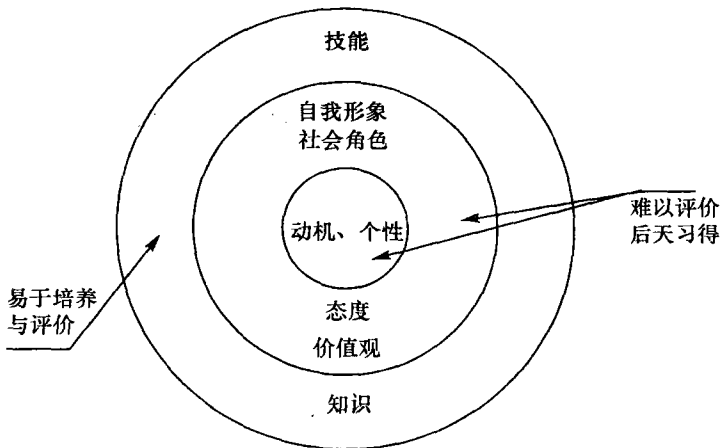 技能
自我形象
社会角色
动机、个性
难以评价
后天习得
易于培养
与评价
态度
价值观
知识